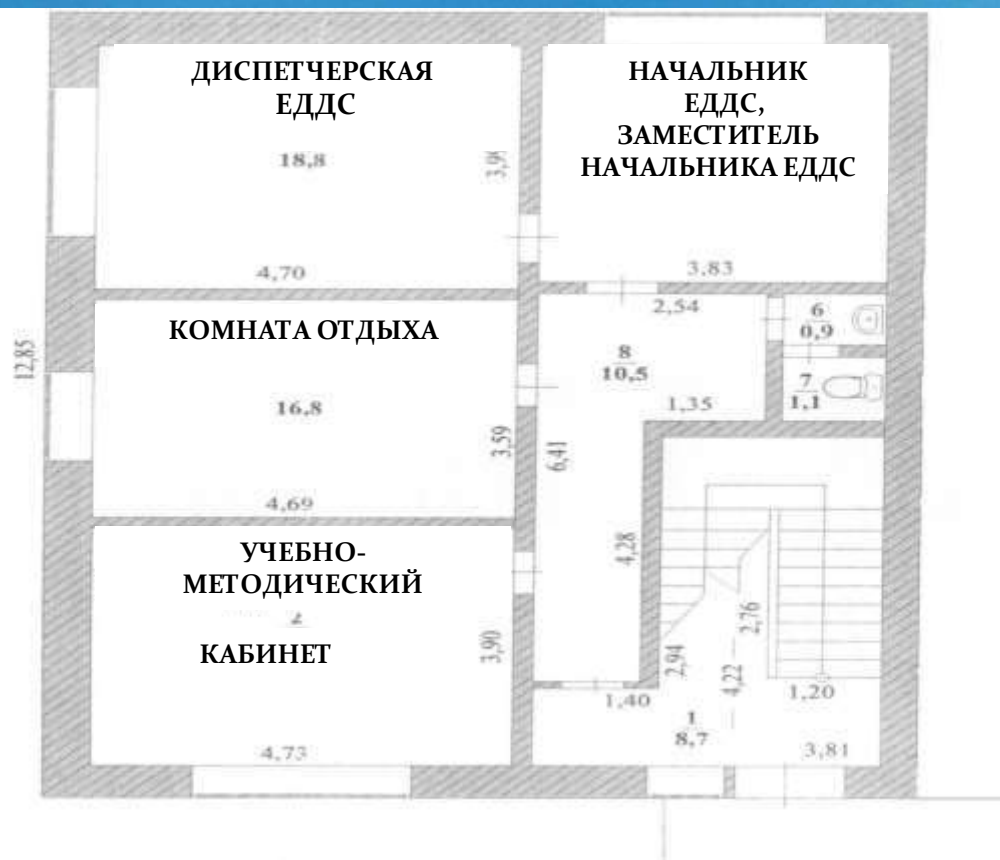 ДИСПЕТЧЕРСКАЯ
ЕДДС
18,8
3,9
4,70
НАЧАЛЬНИК
ЕДДС,
ЗАМЕСТИТЕЛЬ
НАЧАЛЬНИКА ЕДДС
3,83
2,54
6
0,9
8
10,5
7
1,1
1,35
КОМНАТА ОТДЫХА
16,8
3,59
4,69
12,85
6,41
4,28
УЧЕБНО-
МЕТОДИЧЕСКИЙ
2
КАБИНЕТ
3,90
4,73
2,76
2,94
4,22
1,20
1,40
1
8,7
3,81